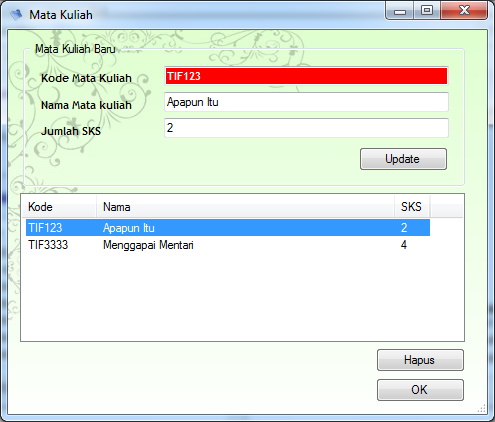 Mata Kuliah
Mata Kuliah Baru
Kode Mata Kuliah TIF123
Nama Mata kuliah Apapun Itu
Jumlah SKS 2
Update
Kode Nama SKS
TIF123 Apapun Itu 2
TIF3333 Menggapai Mentari 4
Hapus
OK